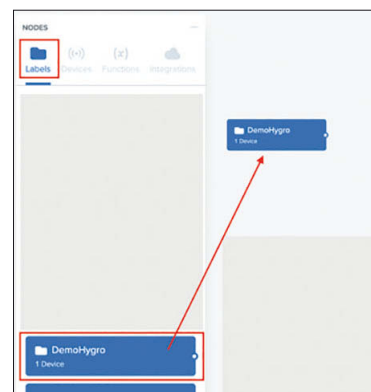 NODES
Labels Devices Functions Integrations
DemoHygro
1 Device
DemoHygro
1 Device